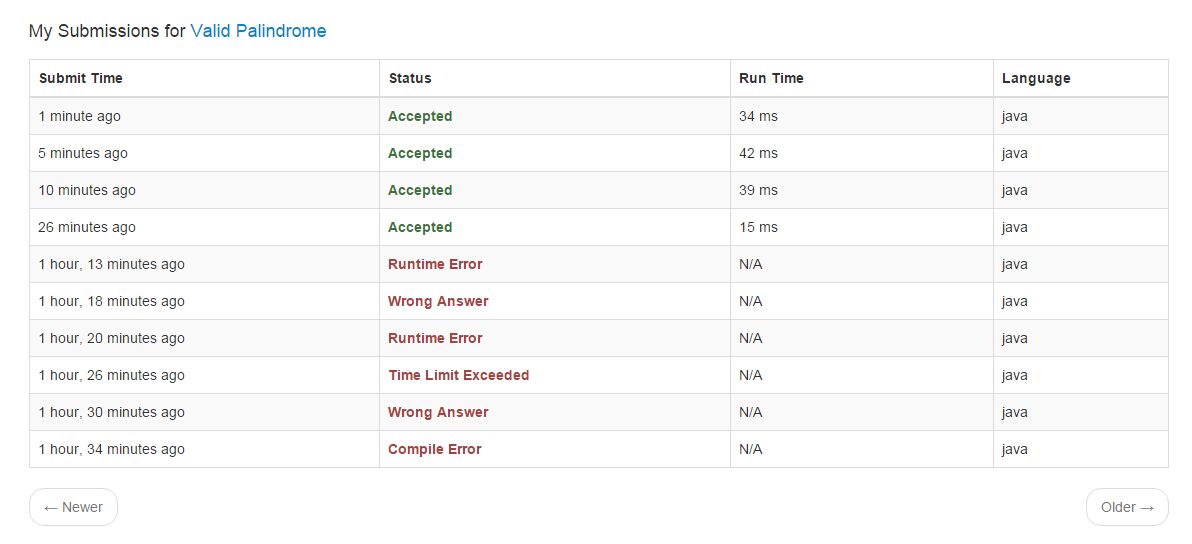 My Submissions for Valid Palindrome
Submit Time Status Run Time Language
1 minute ago Accepted 34 ms java
5 minutes ago Accepted 42 ms java
10 minutes ago Accepted 39 ms java
26 minutes ago Accepted 15 ms java
1 hour, 13 minutes ago Runtime Error N/A java
1 hour, 18 minutes ago Wrong Answer N/A java
1 hour, 20 minutes ago Runtime Error N/A java
1 hour, 26 minutes ago Time Limit Exceeded N/A java
1 hour, 30 minutes ago Wrong Answer N/A java
1 hour, 34 minutes ago Compile Error N/A java
← Newer Older →